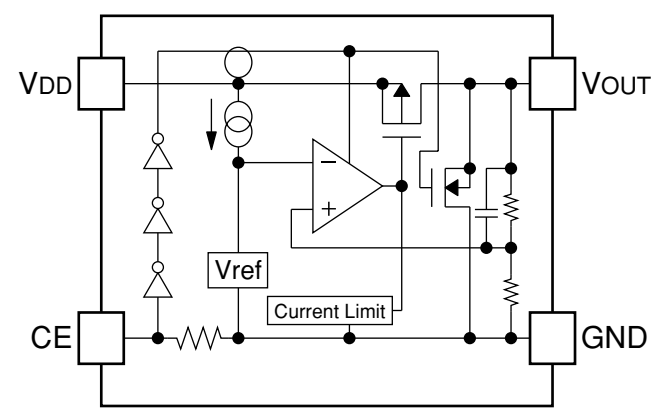 VDD
VOUT
−
+
Vref
Current Limit
CE
GND